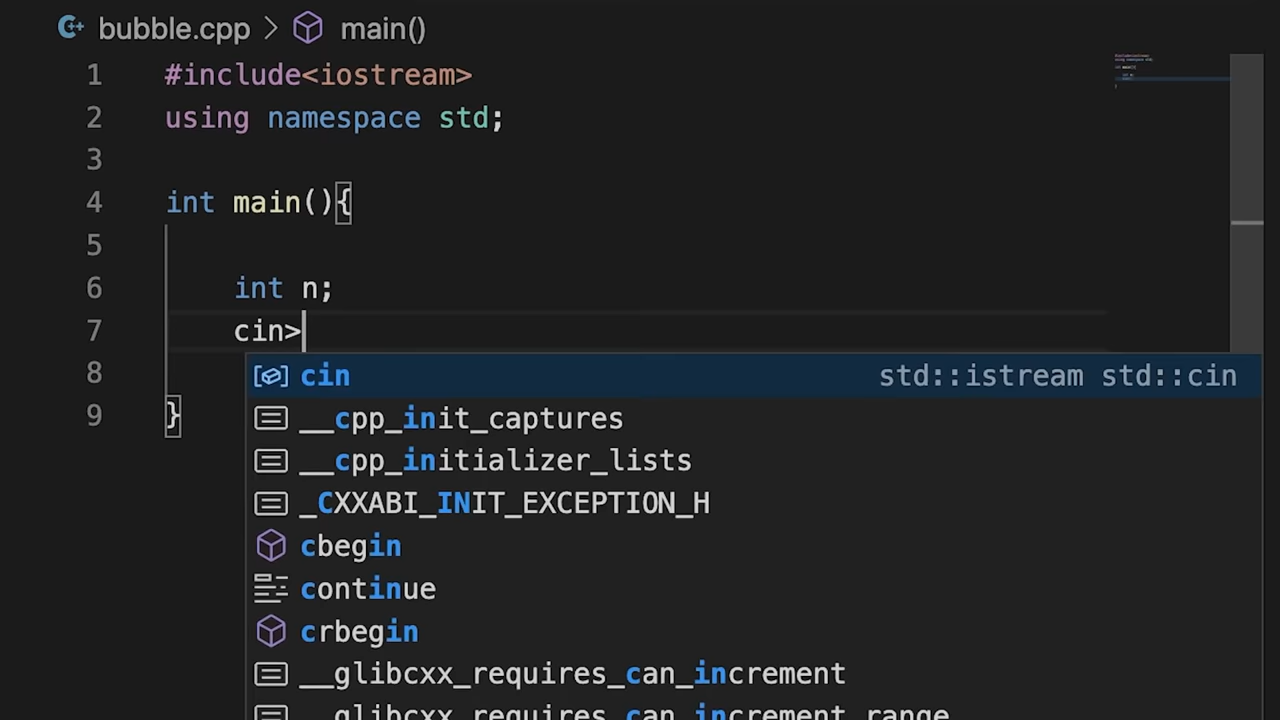 bubble.cpp > main()
1 #include<iostream>
2 using namespace std;
3
4 int main(){
5
6 int n;
7 cin>
8
9 }
cin std::istream std::cin
__cpp_init_captures
__cpp_initializer_lists
_CXXABI_INIT_EXCEPTION_H
cbegin
continue
crbegin
__glibcxx_requires_can_increment
__glibcxx_requires_can_increment_range